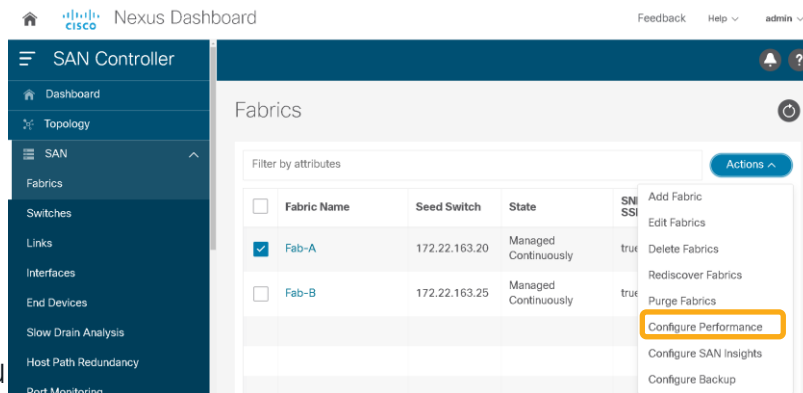 CISCO Nexus Dashboard Feedback Help admin
SAN Controller
Dashboard
Topology
SAN
Fabrics
Switches
Links
Interfaces
End Devices
Slow Drain Analysis
Host Path Redundancy
Port Monitoring
Fabrics
Filter by attributes Actions
Fabric Name Seed Switch State
Fab-A 172.22.163.20 Managed Continuously true
Fab-B 172.22.163.25 Managed Continuously true
Add Fabric
Edit Fabrics
Delete Fabrics
Rediscover Fabrics
Purge Fabrics
Configure Performance
Configure SAN Insights
Configure Backup